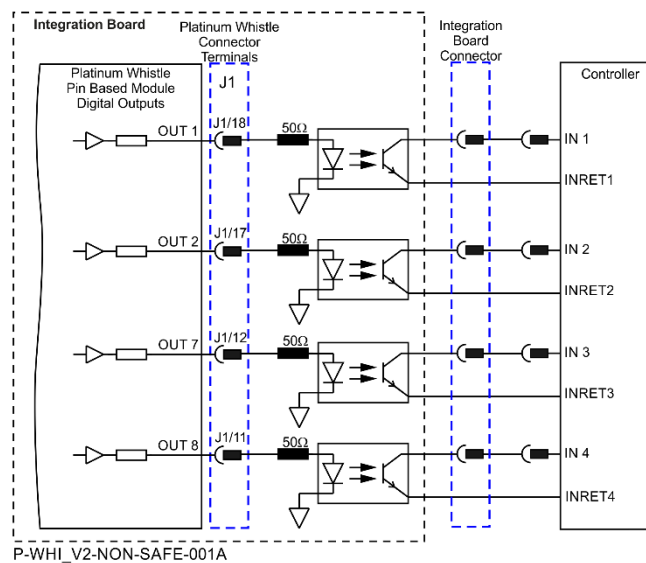 Integration Board
Platinum Whistle
Connector
Terminals
Integration
Board
Connector
Platinum Whistle
Pin Based Module
Digital Outputs
J1
Controller
OUT 1
J1/18
50Ω
IN 1
INRET1
OUT 2
J1/17
50Ω
IN 2
INRET2
OUT 7
J1/12
50Ω
IN 3
INRET3
OUT 8
J1/11
50Ω
IN 4
INRET4
P-WHI_V2-NON-SAFE-001A